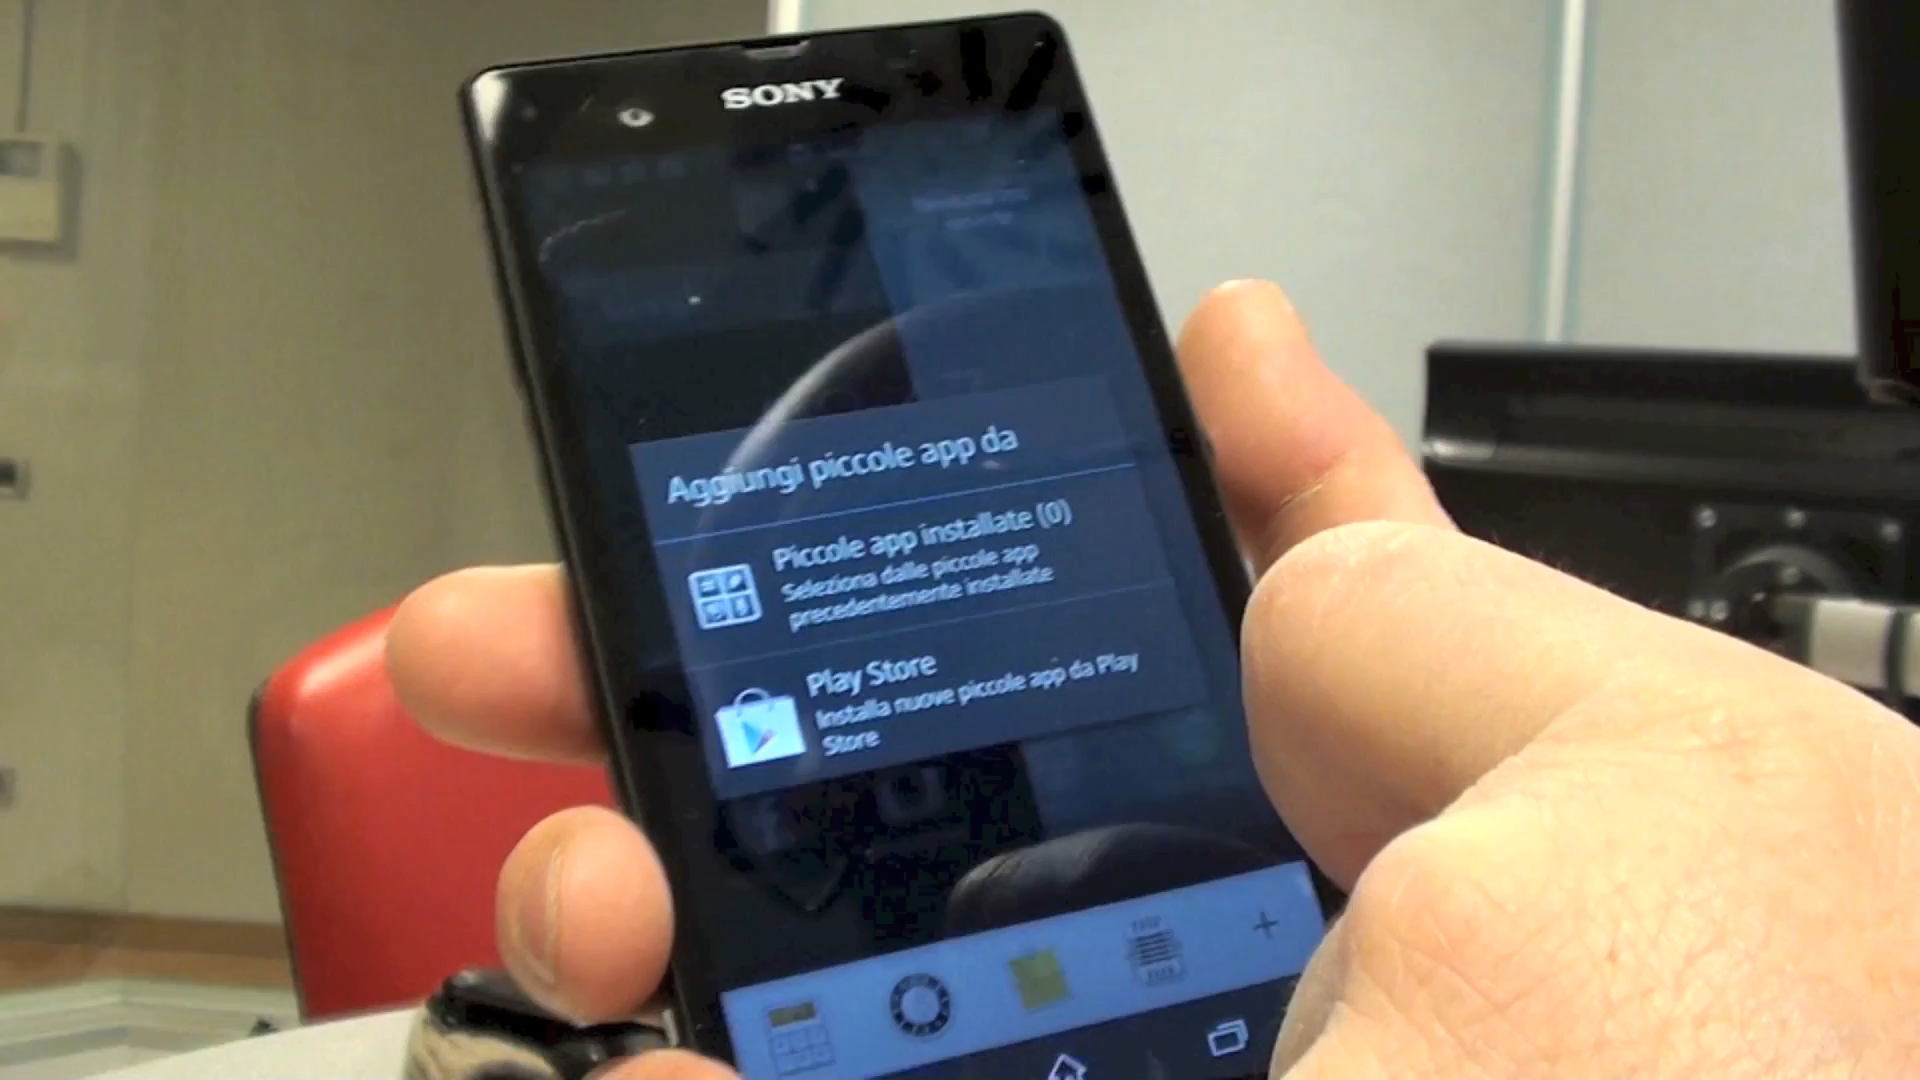 SONY
Aggiungi piccole app da
Piccole app installate (0)
Seleziona dalle piccole app
precedentemente installate
Play Store
Installa nuove piccole app da Play
Store